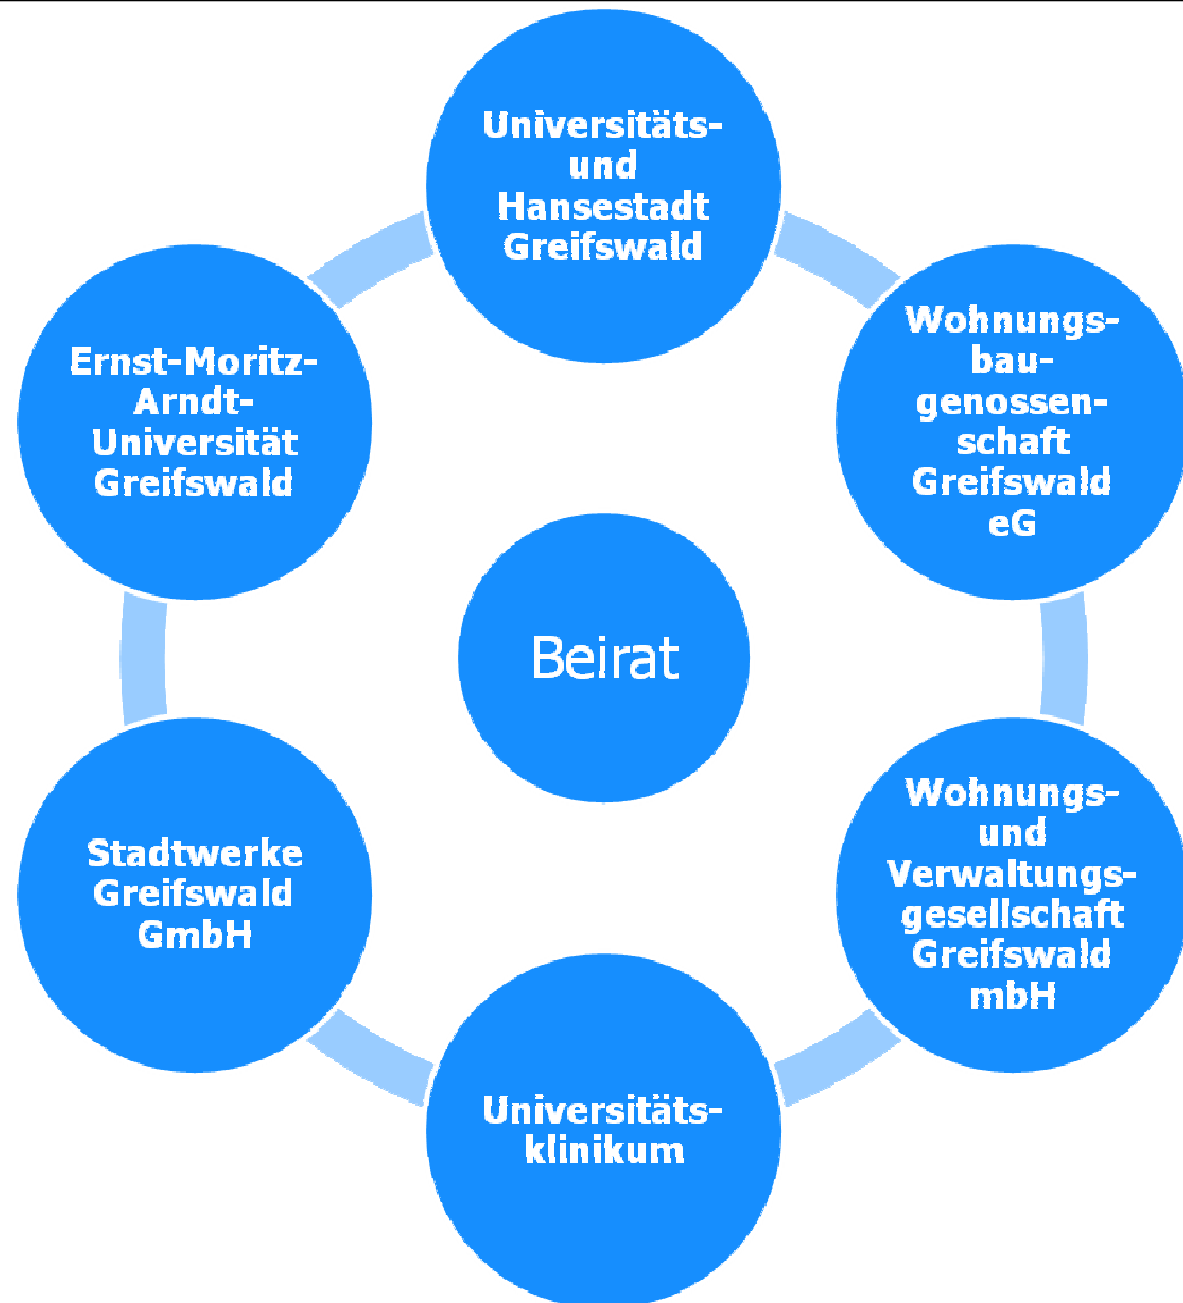 Universitäts-
und
Hansestadt
Greifswald
Wohnungs-
bau-
genossen-
schaft
Greifswald
eG
Ernst-Moritz-
Arndt-
Universität
Greifswald
Beirat
Wohnungs-
und
Verwaltungs-
gesellschaft
Greifswald
mbH
Stadtwerke
Greifswald
GmbH
Universitäts-
klinikum